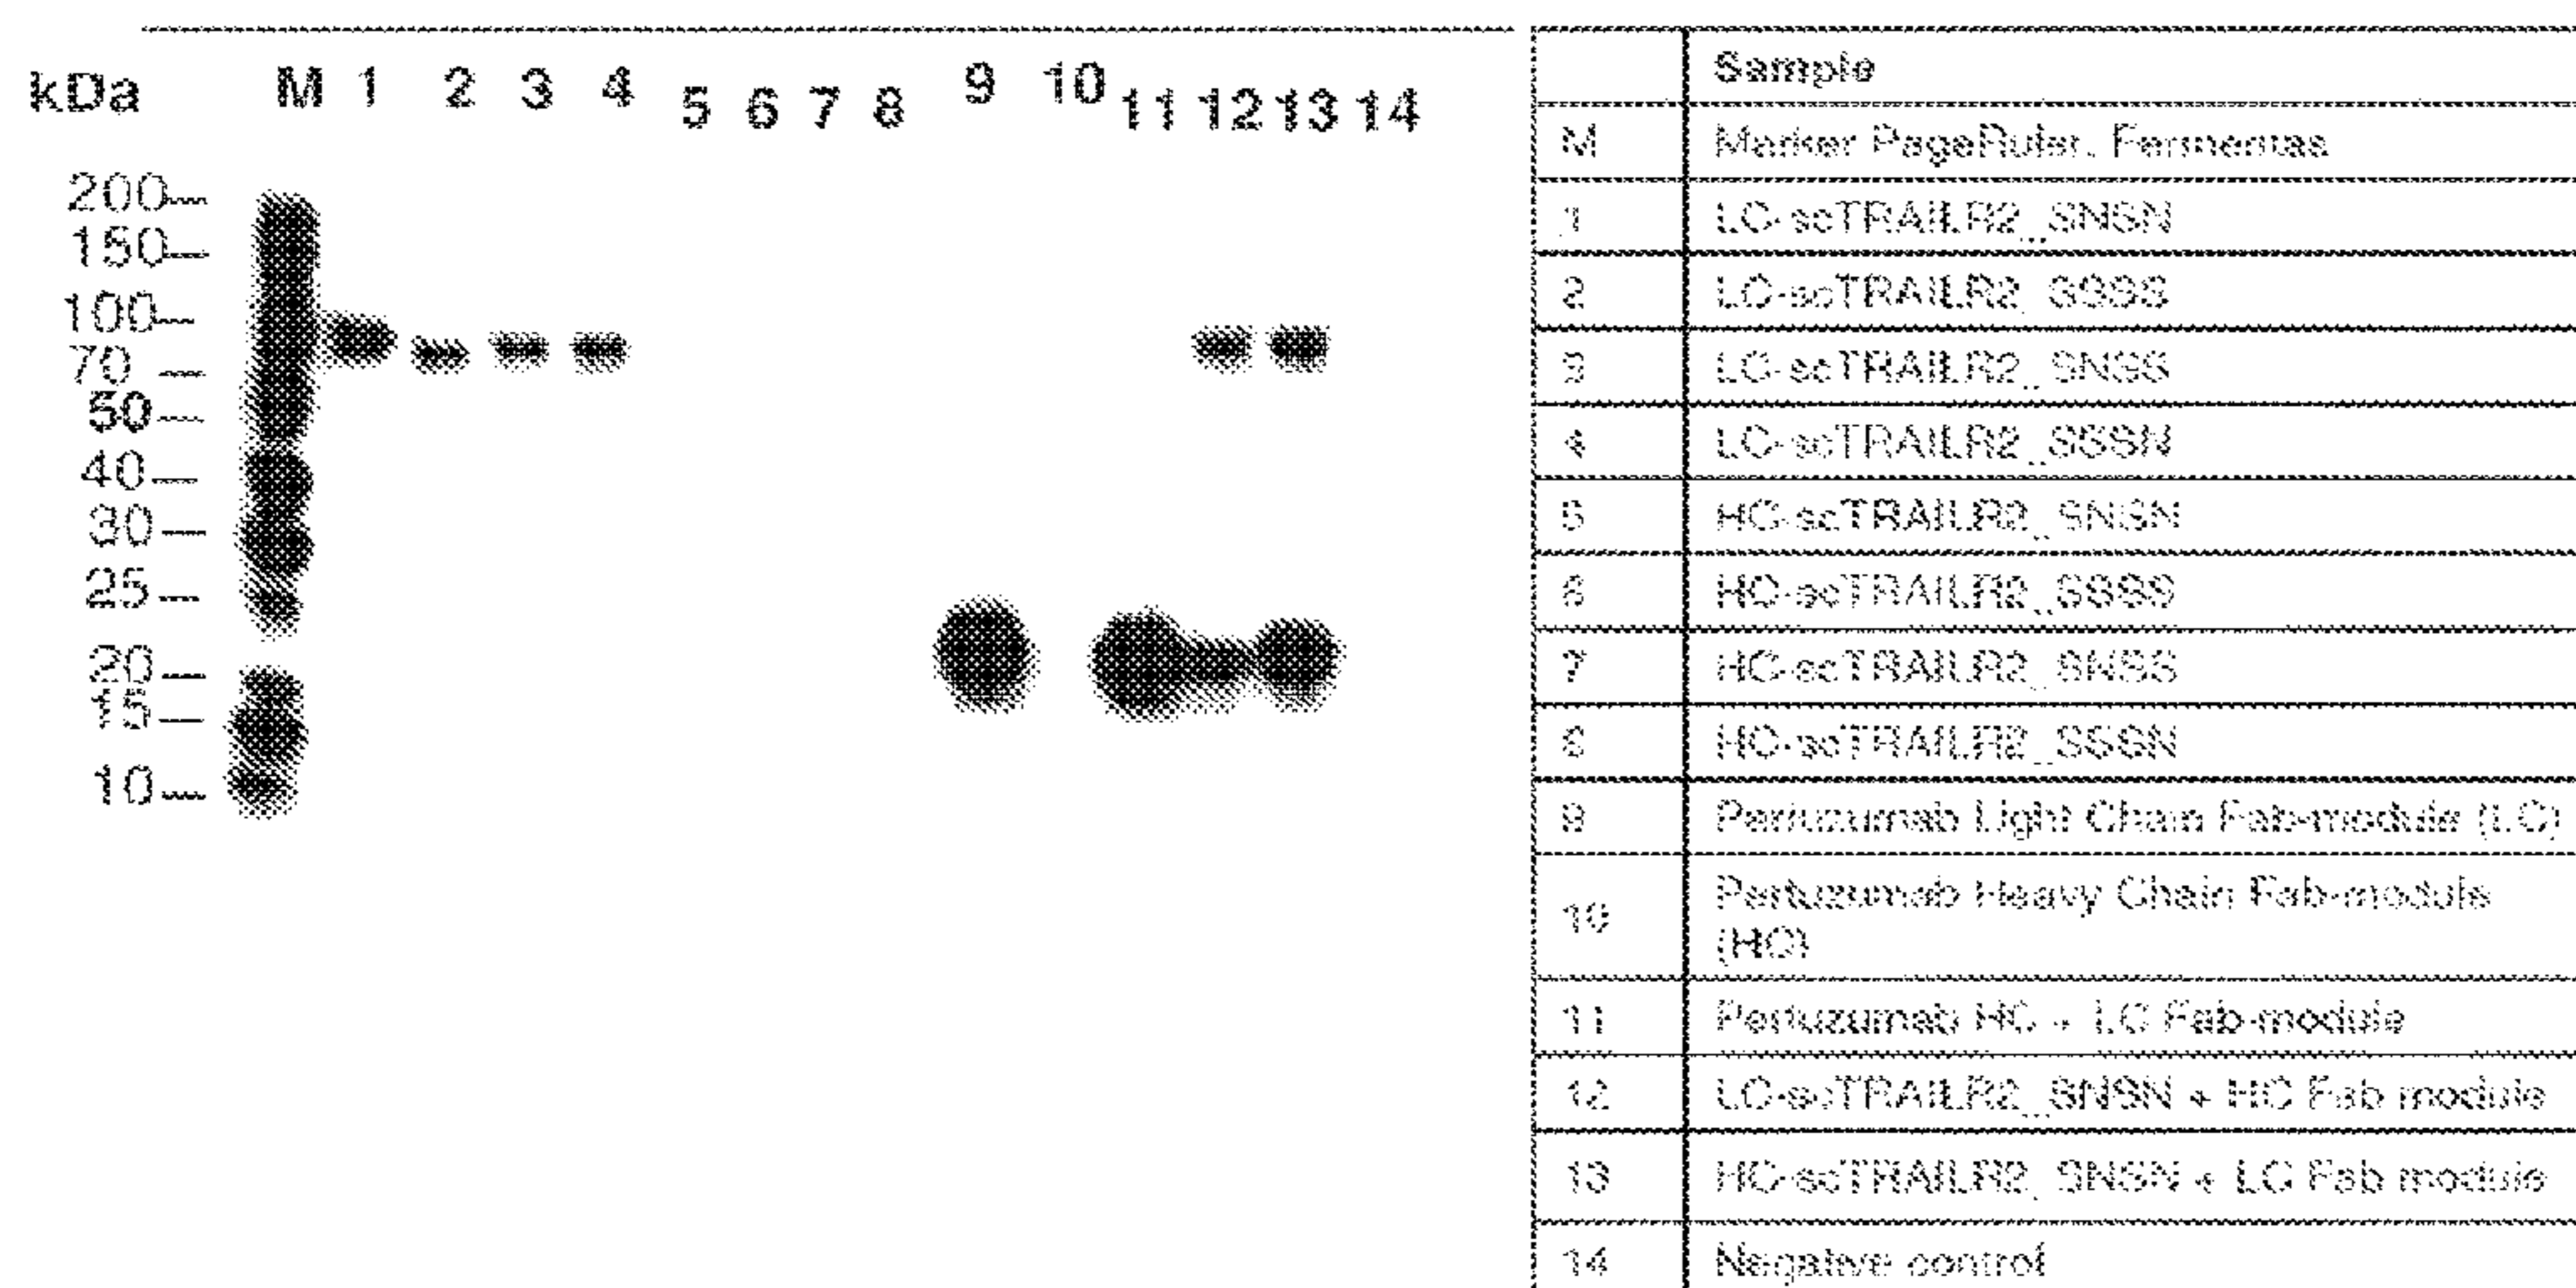 kDa M 1 2 3 4 5 6 7 8 9 10 11 12 13 14
200
150
100
70
50
40
30
25
20
15
10
Sample
M Marker PageRuler, Fermentas
1 LC-scTRAILR2_SNSN
2 LC-scTRAILR2_SSSS
3 LC-scTRAILR2_SNSS
4 LC-scTRAILR2_SSSN
5 HC-scTRAILR2_SNSN
6 HC-scTRAILR2_SSSS
7 HC-scTRAILR2_SNSS
8 HC-scTRAILR2_SSSN
9 Pertuzumab Light Chain Fab-module (LC)
10 Pertuzumab Heavy Chain Fab-module
(HC)
11 Pertuzumab HC + LC Fab-module
12 LC-scTRAILR2_SNSN + HC Fab module
13 HC-scTRAILR2_SNSN + LC Fab module
14 Negative control